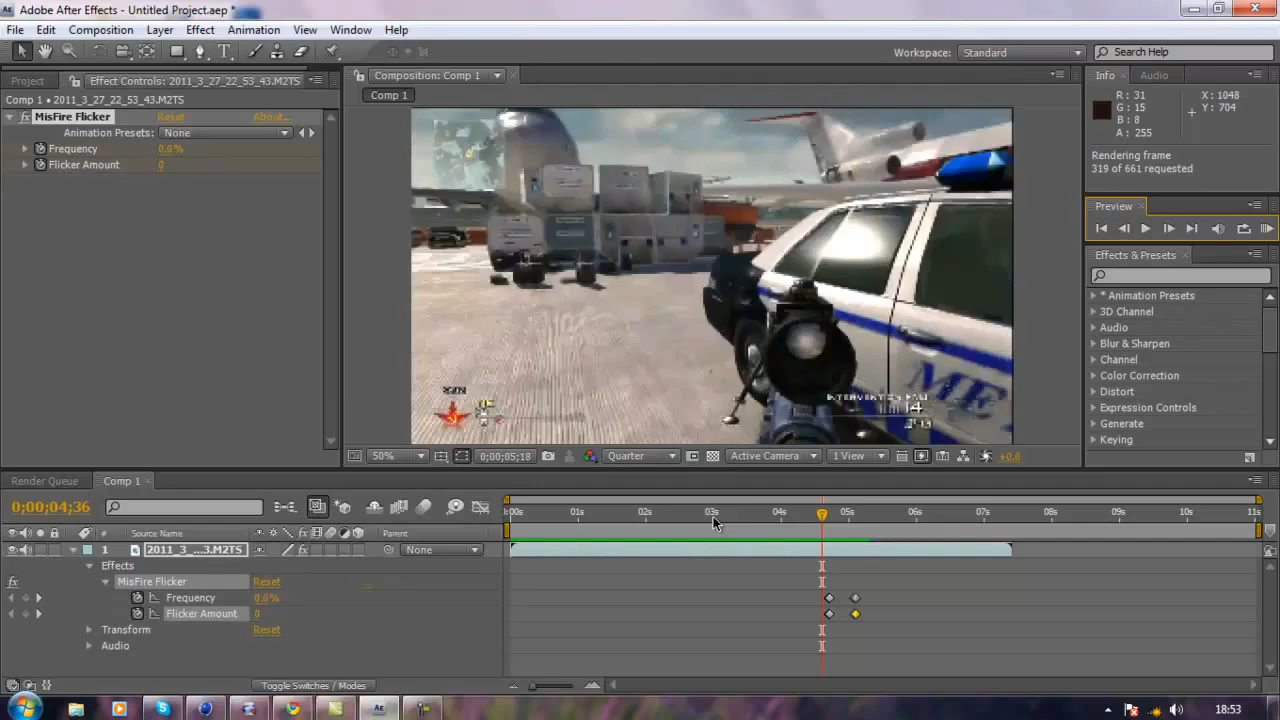 Adobe After Effects - Untitled Project.aep *
File Edit Composition Layer Effect Animation View Window Help
Workspace: Standard Search Help
Project Effect Controls: 2011_3_27_22_53_43.M2TS
Composition: Comp 1
Info Audio
Comp 1 • 2011_3_27_22_53_43.M2TS
Comp 1
MisFire Flicker Reset About...
Animation Presets: None
Frequency 0.0%
Flicker Amount 0
R: 31 X: 1048
G: 15 Y: 704
B: 8
A: 255
Rendering frame
319 of 661 requested
Preview
Effects & Presets
* Animation Presets
3D Channel
Audio
Blur & Sharpen
Channel
Color Correction
Distort
Expression Controls
Generate
Keying
ME
14
50% 0;00;05;18 Quarter Active Camera 1 View +0.0
Render Queue Comp 1
0;00;04;36
:00s 01s 02s 03s 04s 05s 06s 07s 08s 09s 10s 11s
# Source Name Parent
1 2011_3_...3.M2TS None
Effects
MisFire Flicker Reset
Frequency 0.0%
Flicker Amount 0
Transform Reset
Audio
Toggle Switches / Modes
18:53